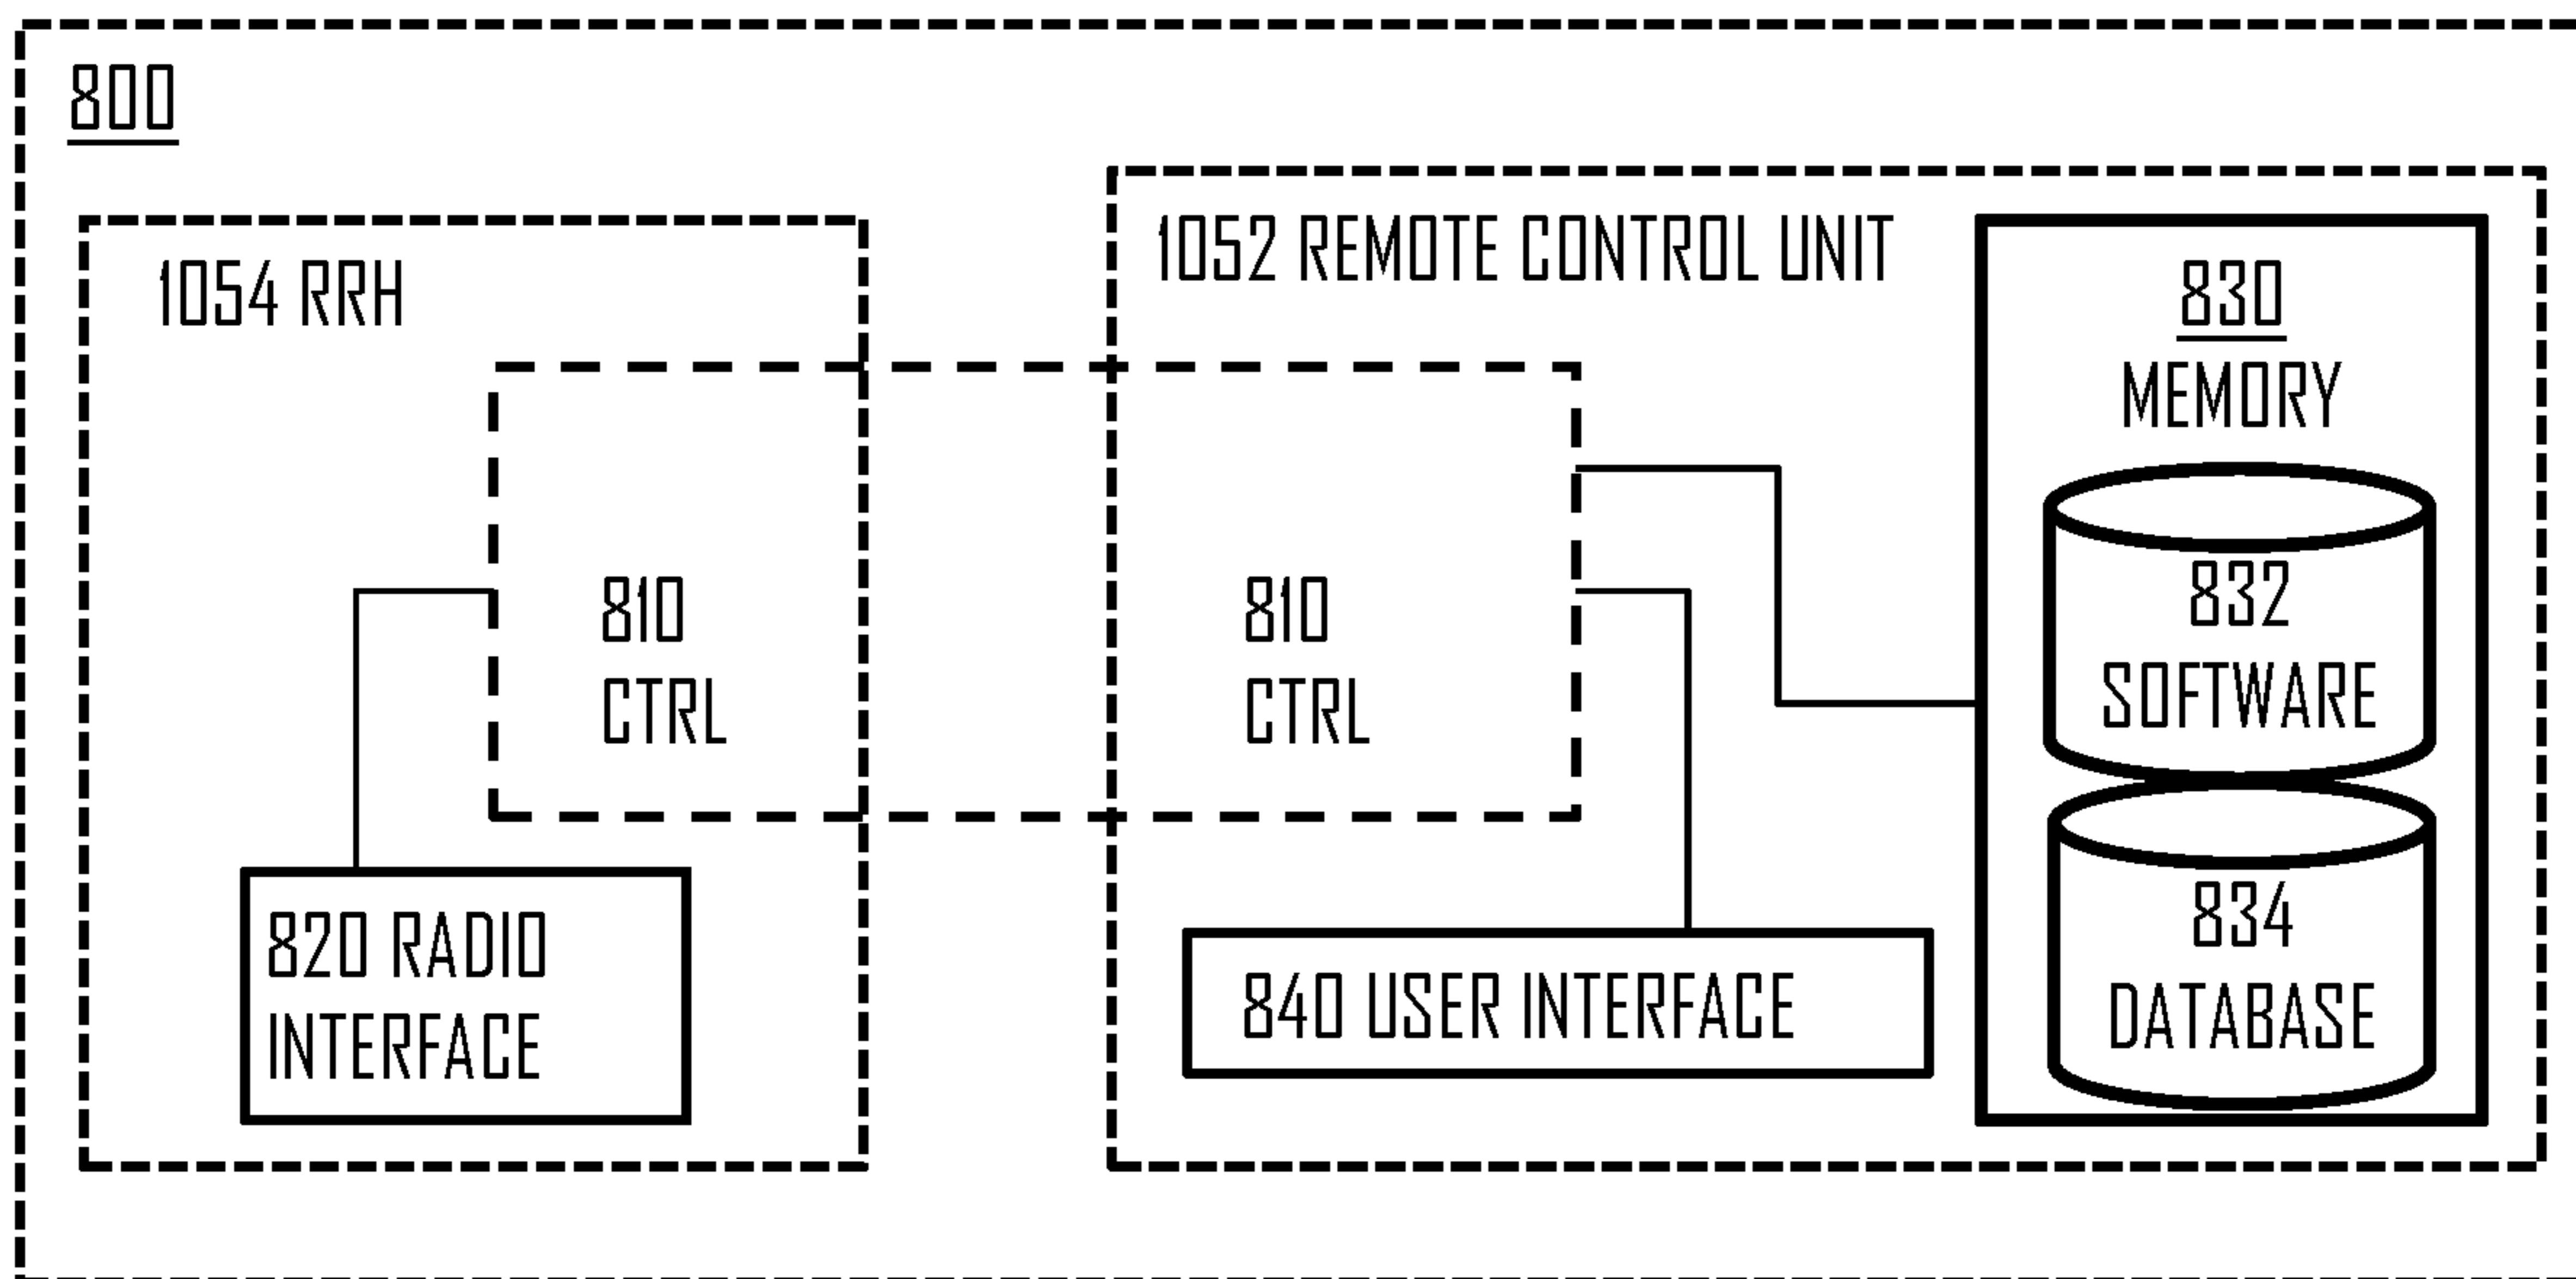 800
1054 RRH
810
CTRL
820 RADIO
INTERFACE
1052 REMOTE CONTROL UNIT
810
CTRL
840 USER INTERFACE
830
MEMORY
832
SOFTWARE
834
DATABASE